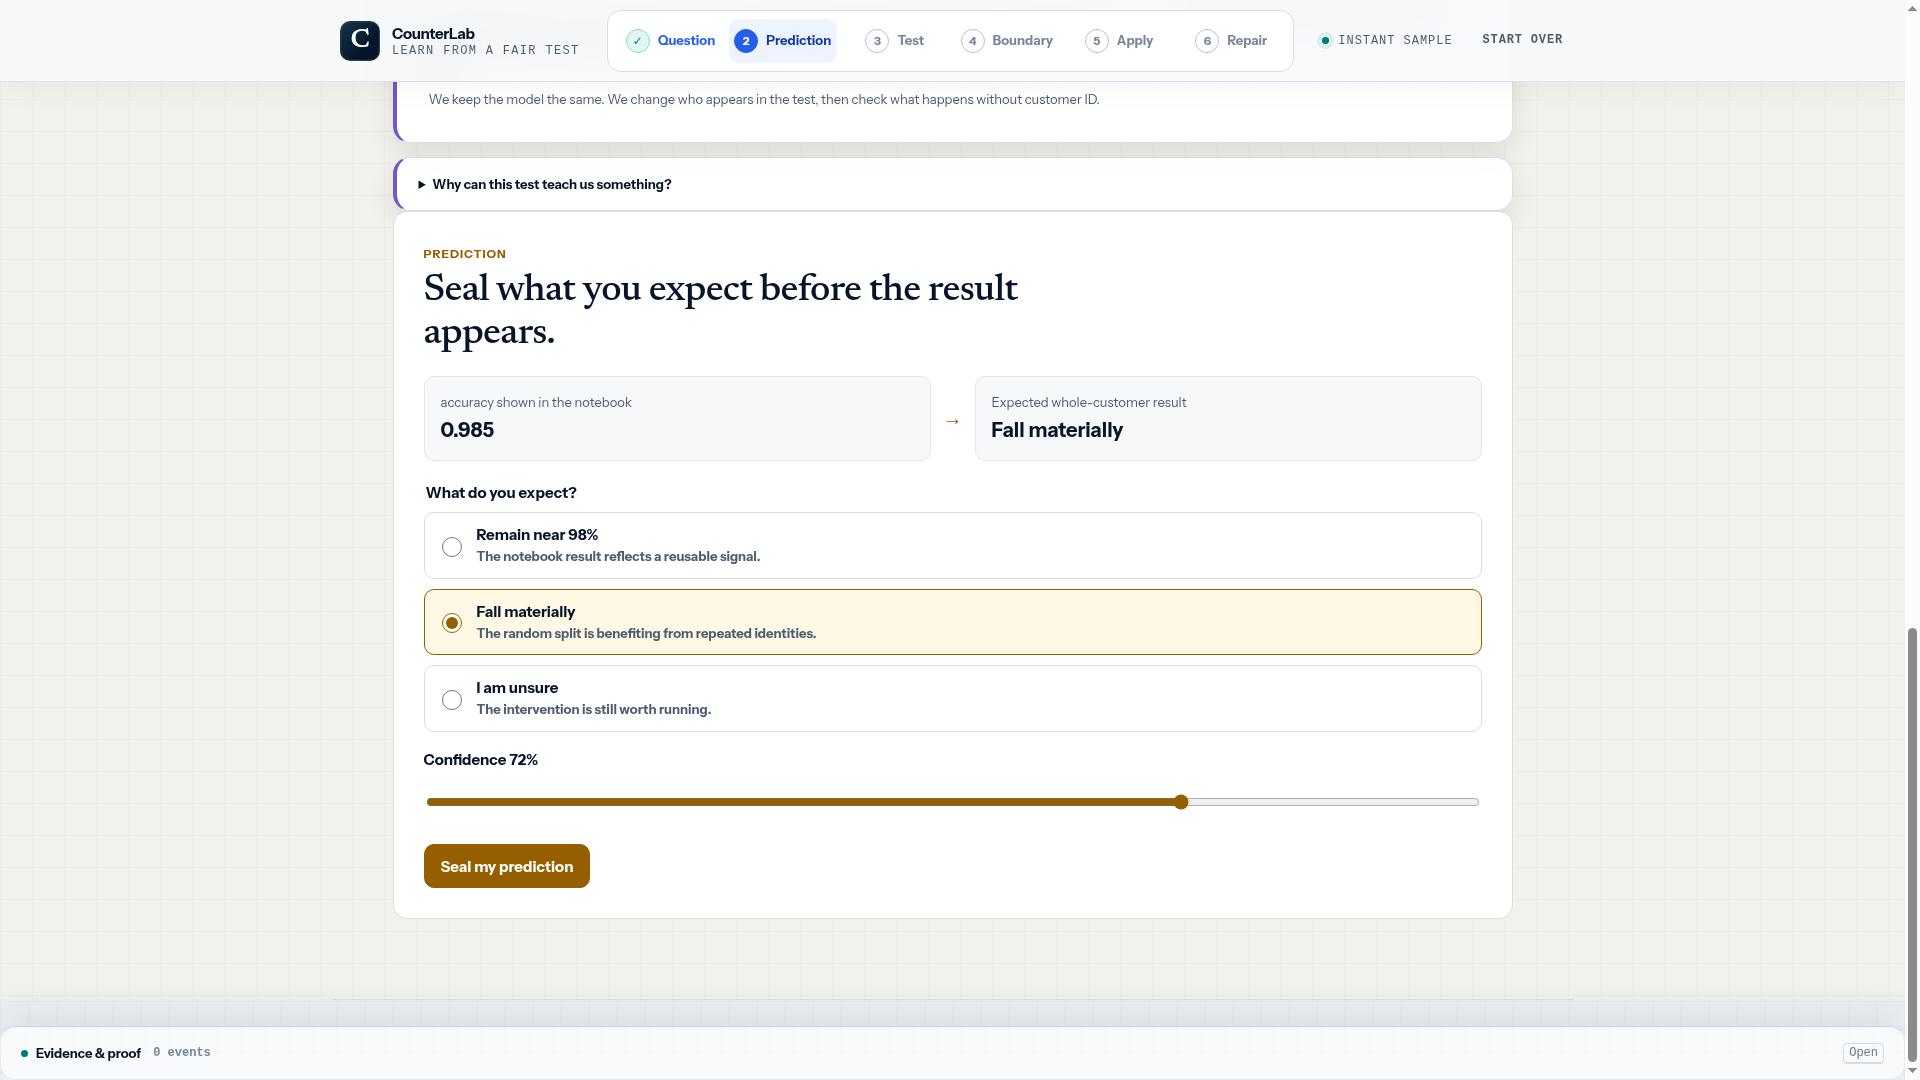 C
CounterLab
LEARN FROM A FAIR TEST
✓ Question
2 Prediction
3 Test
4 Boundary
5 Apply
6 Repair
INSTANT SAMPLE
START OVER
We keep the model the same. We change who appears in the test, then check what happens without customer ID.
Why can this test teach us something?
PREDICTION
Seal what you expect before the result
appears.
accuracy shown in the notebook
0.985
→
Expected whole-customer result
Fall materially
What do you expect?
Remain near 98%
The notebook result reflects a reusable signal.
Fall materially
The random split is benefiting from repeated identities.
I am unsure
The intervention is still worth running.
Confidence 72%
Seal my prediction
Evidence & proof 0 events
Open